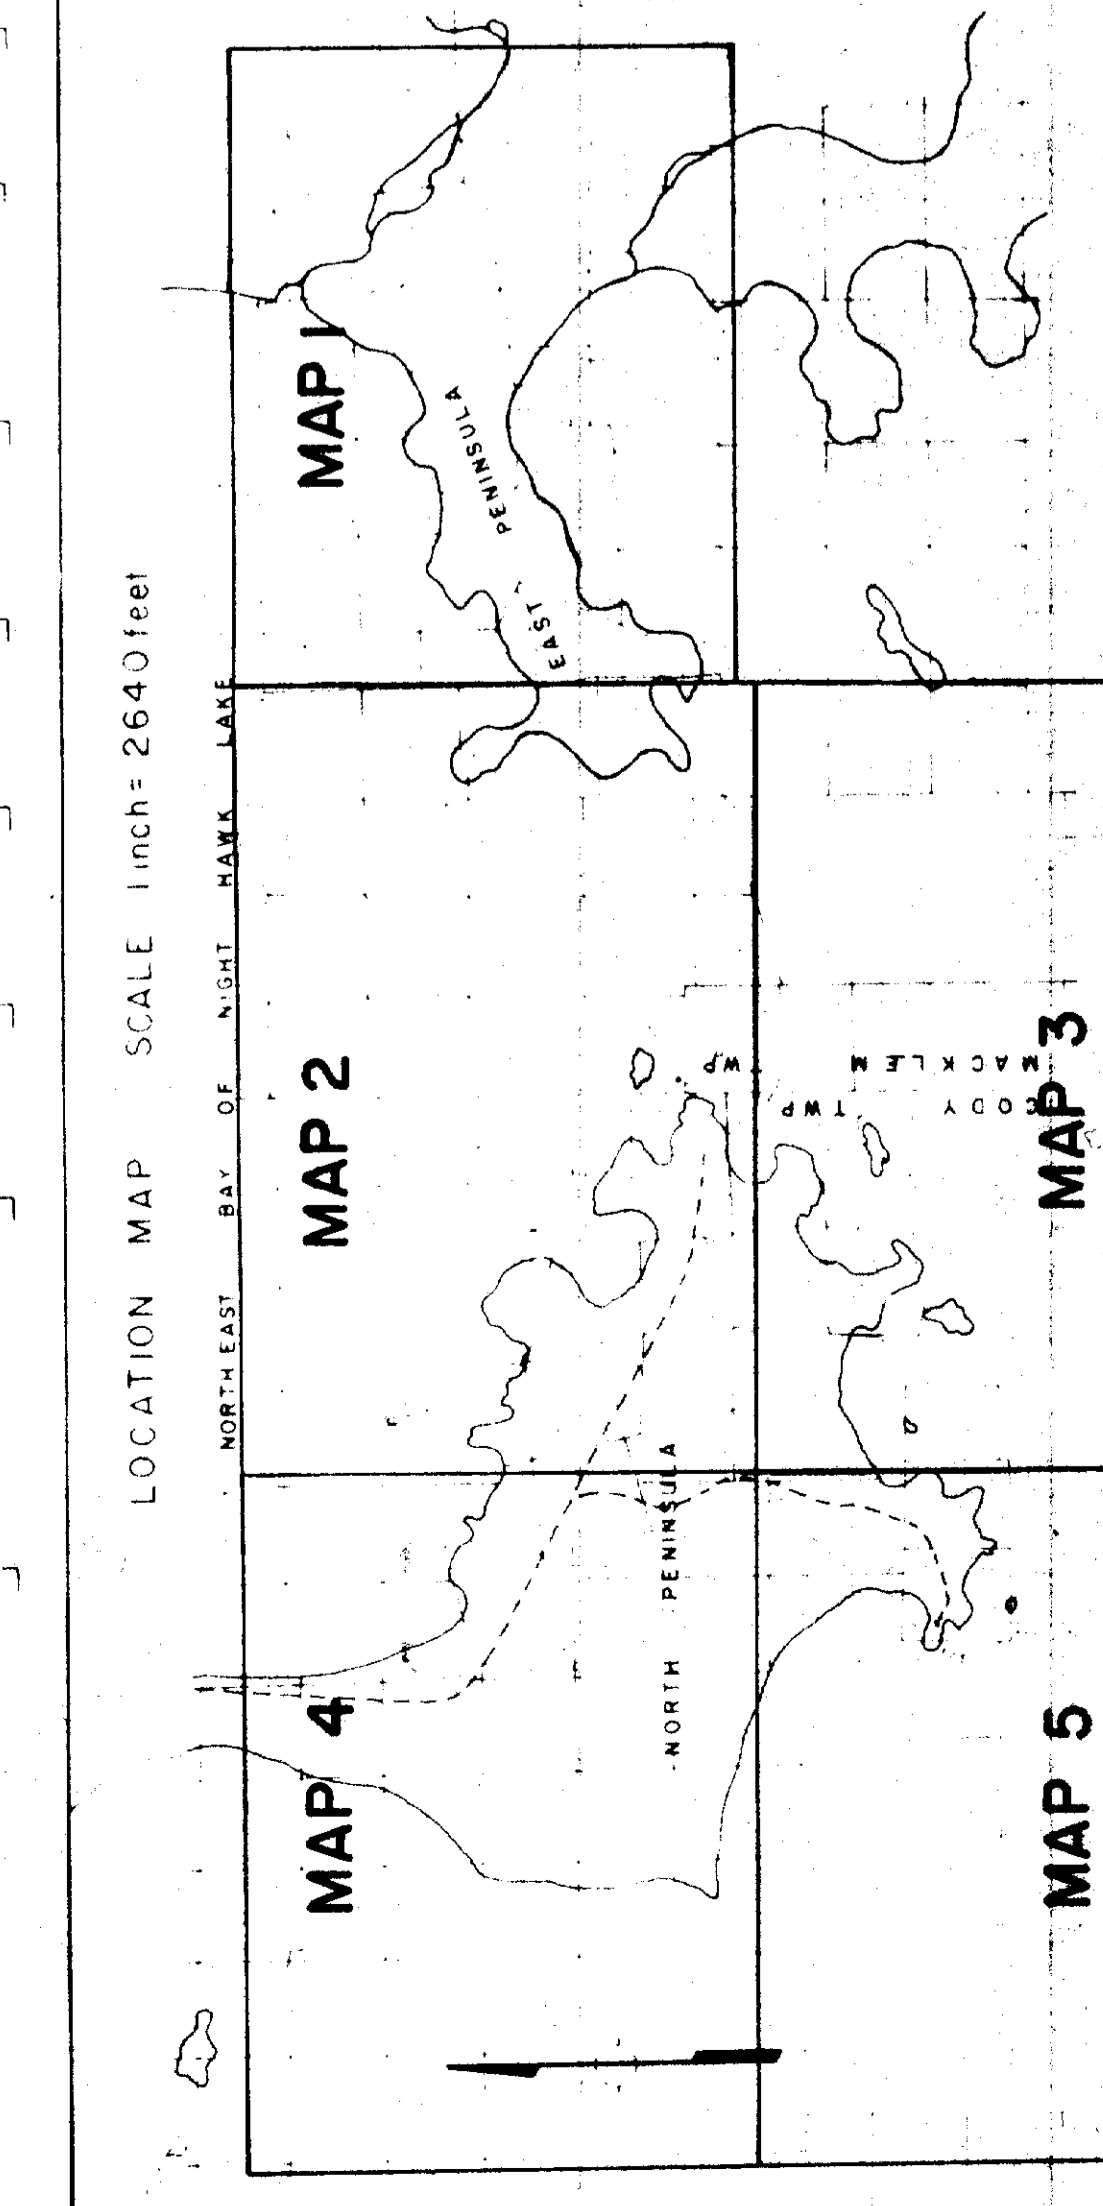 LOCATION MAP SCALE 1 inch = 2640 feet
NORTH EAST BAY OF NIGHT HAWK LAKE
MAP 4
MAP 2
MAP 1
EAST PENINSULA
NORTH PENINSULA
MACKLEM TWP
CODY TWP
MAP 5
MAP 3